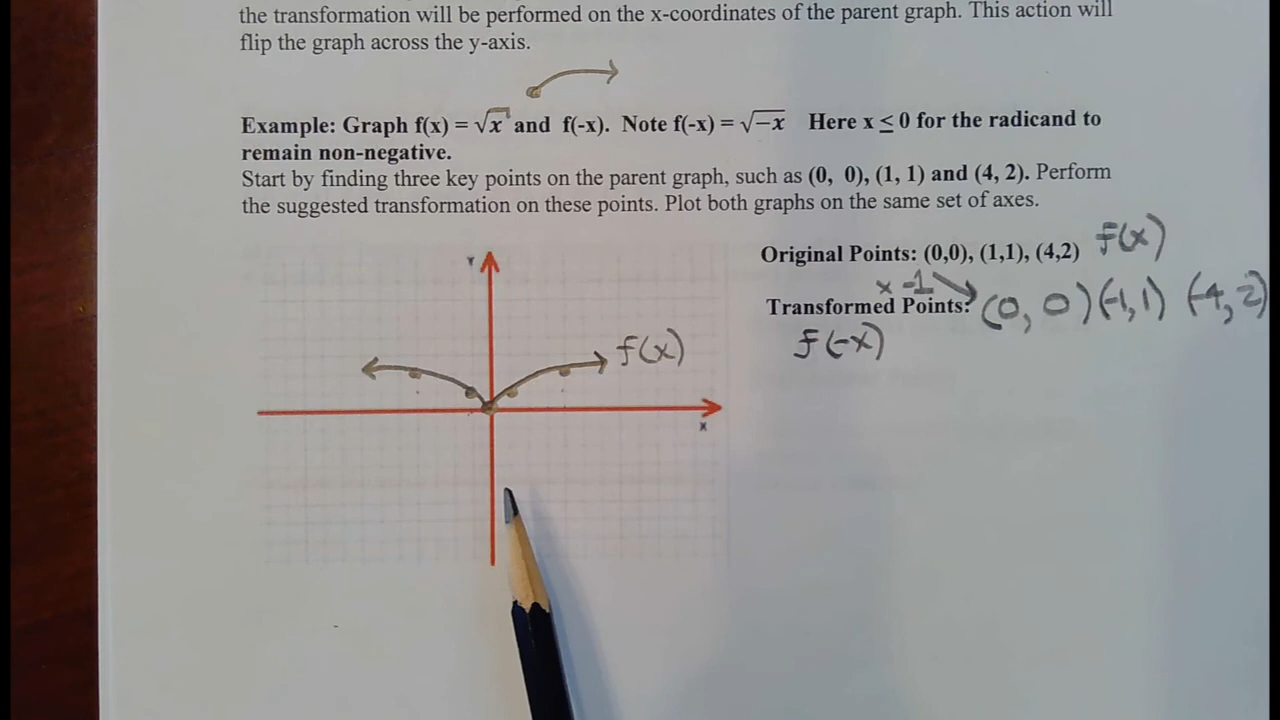 the transformation will be performed on the x-coordinates of the parent graph. This action will
flip the graph across the y-axis.
Example: Graph f(x) = √x and f(-x). Note f(-x) = √−x Here x ≤ 0 for the radicand to
remain non-negative.
Start by finding three key points on the parent graph, such as (0, 0), (1, 1) and (4, 2). Perform
the suggested transformation on these points. Plot both graphs on the same set of axes.
Original Points: (0,0), (1,1), (4,2) f(x)
x -1
Transformed Points: (0, 0) (-1, 1) (-4, 2)
f(-x)
Y
f(x)
X